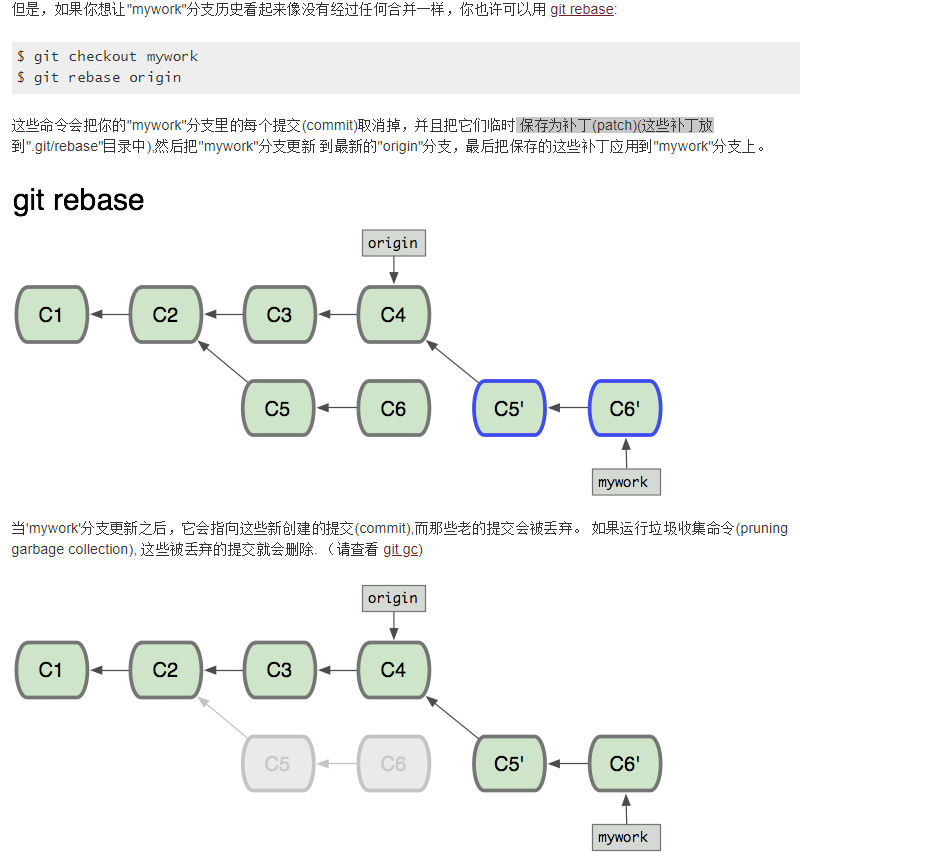 但是，如果你想让"mywork"分支历史看起来像没有经过任何合并一样，你也许可以用 git rebase:
$ git checkout mywork
$ git rebase origin
这些命令会把你的"mywork"分支里的每个提交(commit)取消掉，并且把它们临时 保存为补丁(patch)(这些补丁放
到".git/rebase"目录中),然后把"mywork"分支更新 到最新的"origin"分支，最后把保存的这些补丁应用到"mywork"分支上。
git rebase
origin
C1 C2 C3 C4
C5 C6 C5' C6'
mywork
当'mywork'分支更新之后，它会指向这些新创建的提交(commit),而那些老的提交会被丢弃。 如果运行垃圾收集命令(pruning
garbage collection), 这些被丢弃的提交就会删除. （请查看 git gc)
origin
C1 C2 C3 C4
C5 C6 C5' C6'
mywork